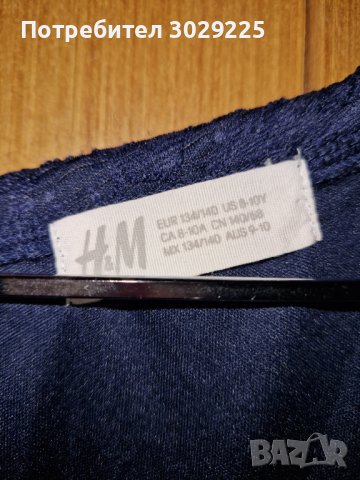 Потребител 3029225
H&M
EUR 134/140 US 8-10Y
CA 8-10A CN 140/68
MX 134/140 AUS 9-10
BAZAR